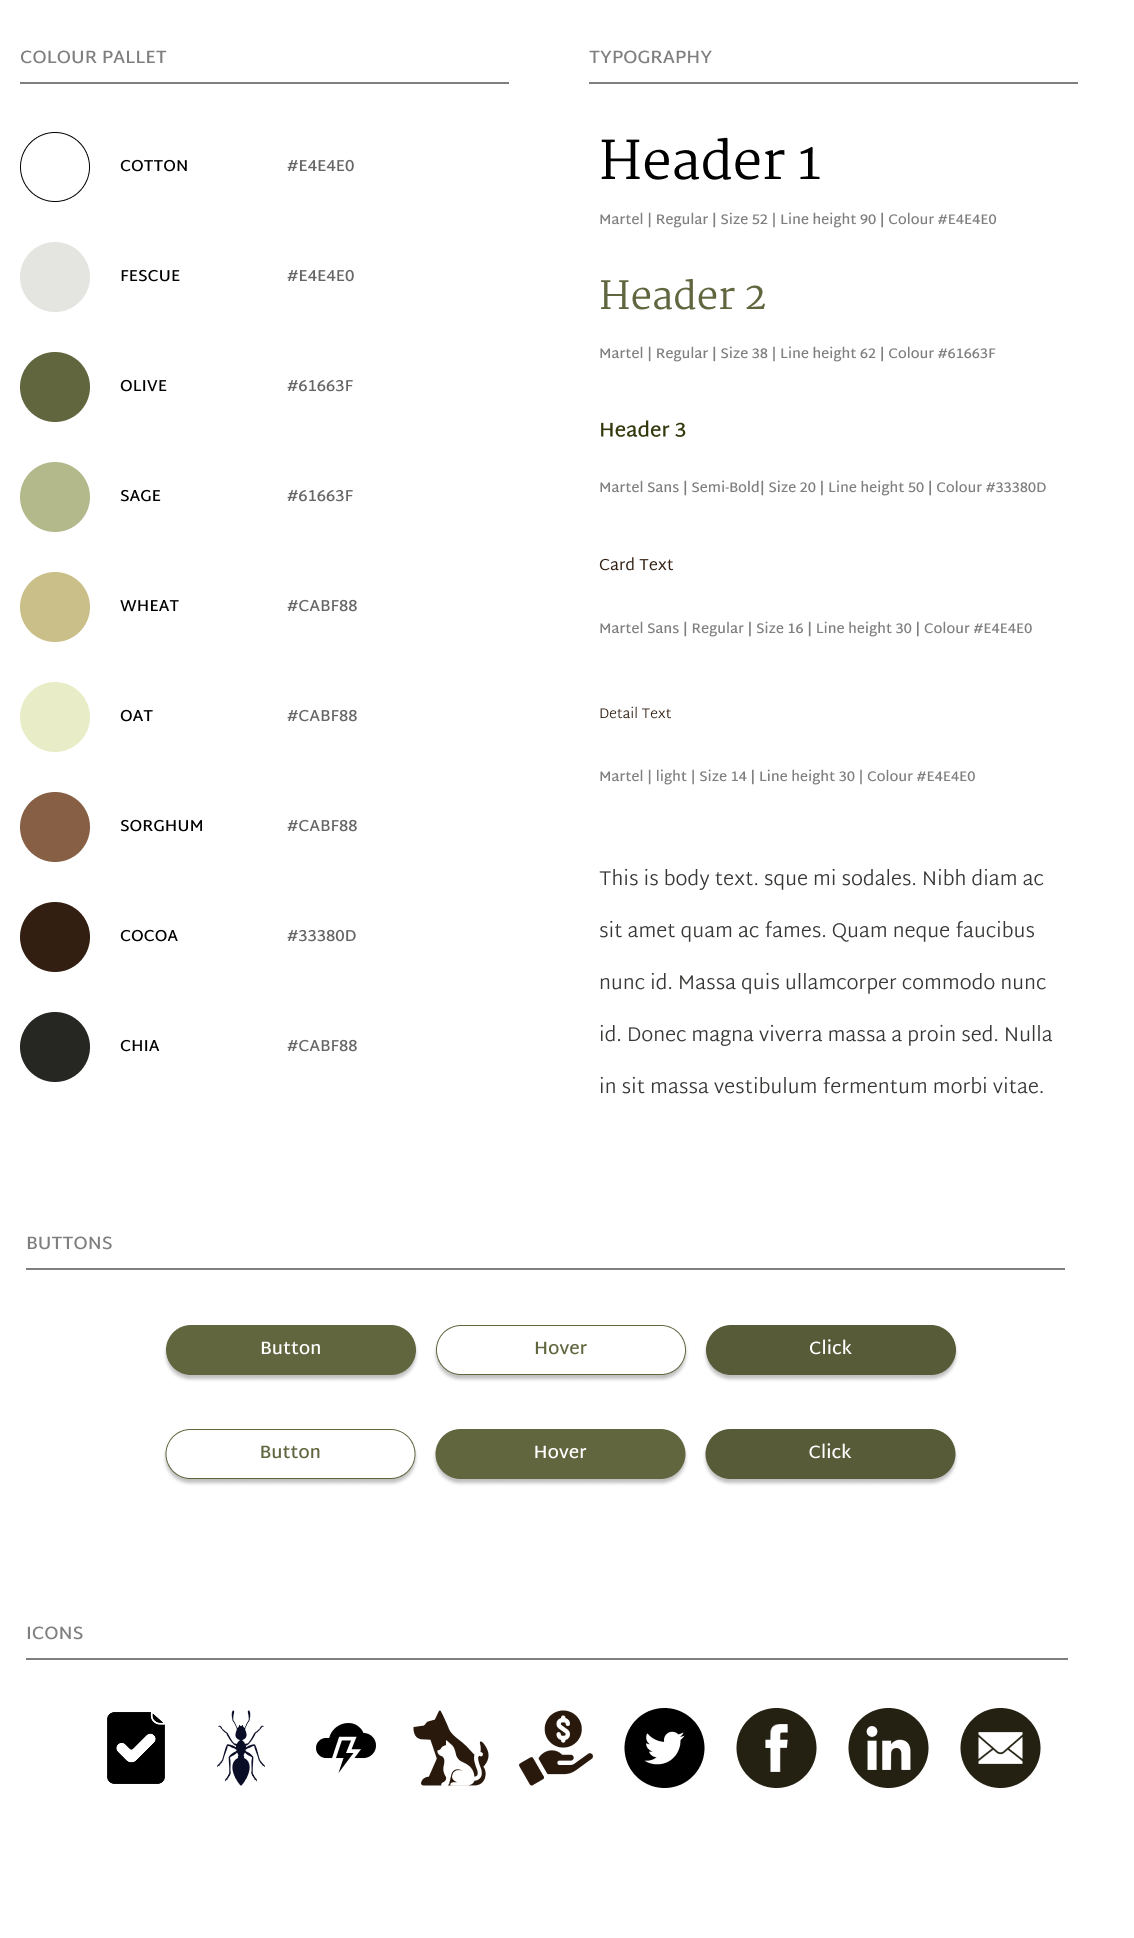 COLOUR PALLET
COTTON #E4E4E0
FESCUE #E4E4E0
OLIVE #61663F
SAGE #61663F
WHEAT #CABF88
OAT #CABF88
SORGHUM #CABF88
COCOA #33380D
CHIA #CABF88
TYPOGRAPHY
Header 1
Martel | Regular | Size 52 | Line height 90 | Colour #E4E4E0
Header 2
Martel | Regular | Size 38 | Line height 62 | Colour #61663F
Header 3
Martel Sans | Semi-Bold| Size 20 | Line height 50 | Colour #33380D
Card Text
Martel Sans | Regular | Size 16 | Line height 30 | Colour #E4E4E0
Detail Text
Martel | light | Size 14 | Line height 30 | Colour #E4E4E0
This is body text. sque mi sodales. Nibh diam ac
sit amet quam ac fames. Quam neque faucibus
nunc id. Massa quis ullamcorper commodo nunc
id. Donec magna viverra massa a proin sed. Nulla
in sit massa vestibulum fermentum morbi vitae.
BUTTONS
Button Hover Click
Button Hover Click
ICONS
$ f in